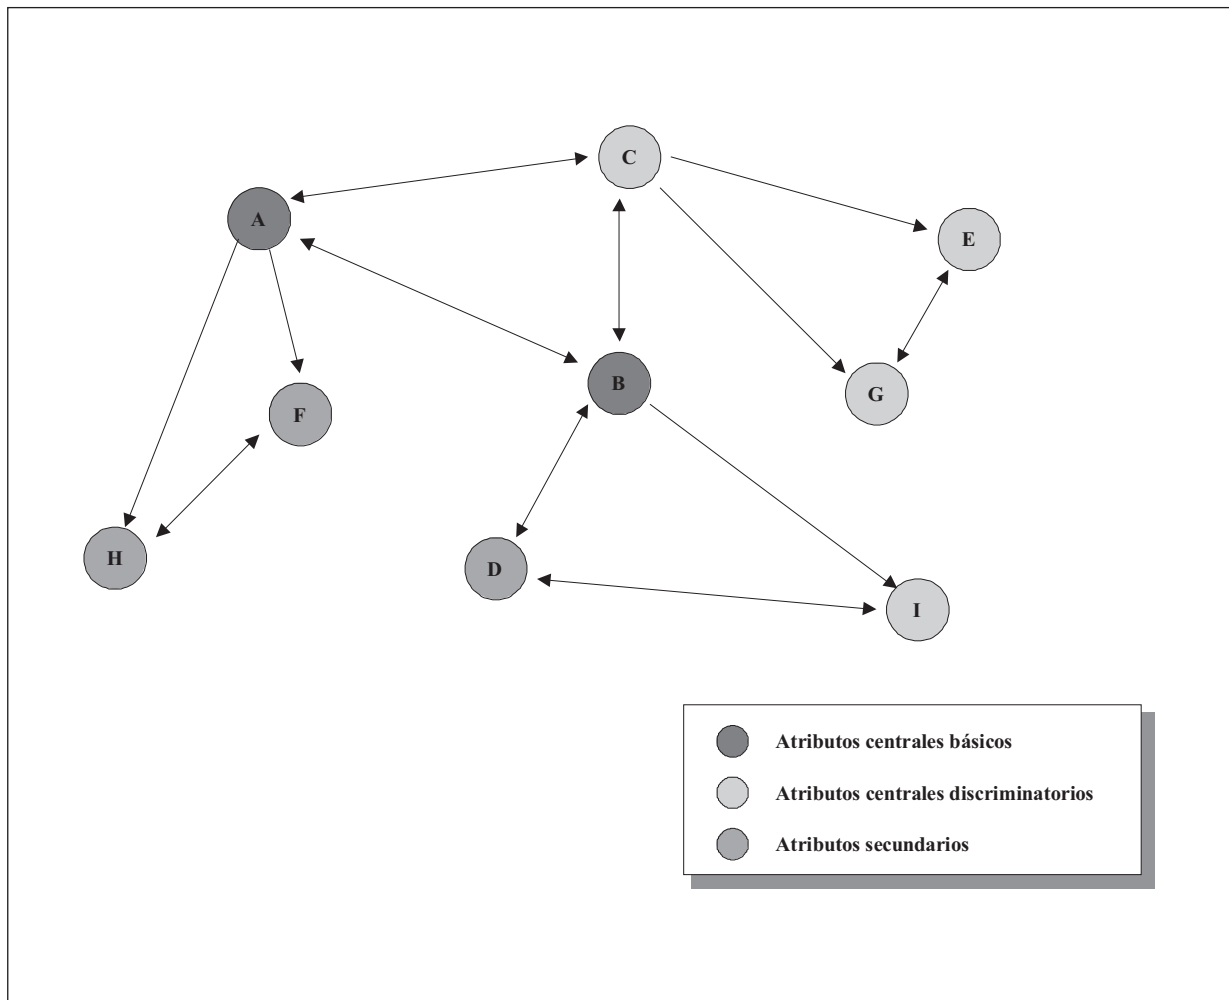 C
A
E
B
G
F
H
D
I
Atributos centrales básicos
Atributos centrales discriminatorios
Atributos secundarios